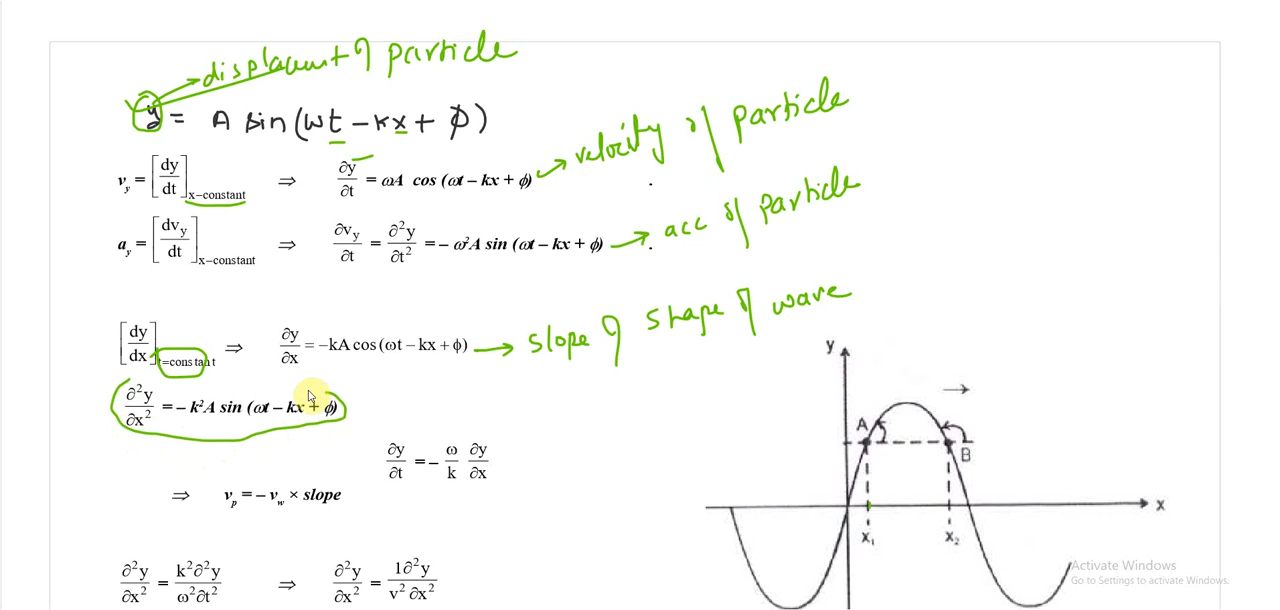 displacement of particle
y = A sin(ωt − kx + φ)
v_y = [dy/dt]_x−constant ⇒ ∂y/∂t = ωA cos (ωt − kx + ϕ) → velocity of particle
a_y = [dv_y/dt]_x−constant ⇒ ∂v_y/∂t = ∂²y/∂t² = − ω²A sin (ωt − kx + ϕ) → acc of particle
[dy/dx]_t=constant ⇒ ∂y/∂x = −kA cos(ωt − kx + ϕ) → slope of shape of wave
∂²y/∂x² = − k²A sin (ωt − kx + ϕ)
∂y/∂t = − ω/k ∂y/∂x
⇒ v_p = − v_w × slope
∂²y/∂x² = k²∂²y/ω²∂t² ⇒ ∂²y/∂x² = 1∂²y/v²∂x²
y
A
B
x
x₁ x₂
Activate Windows
Go to Settings to activate Windows.